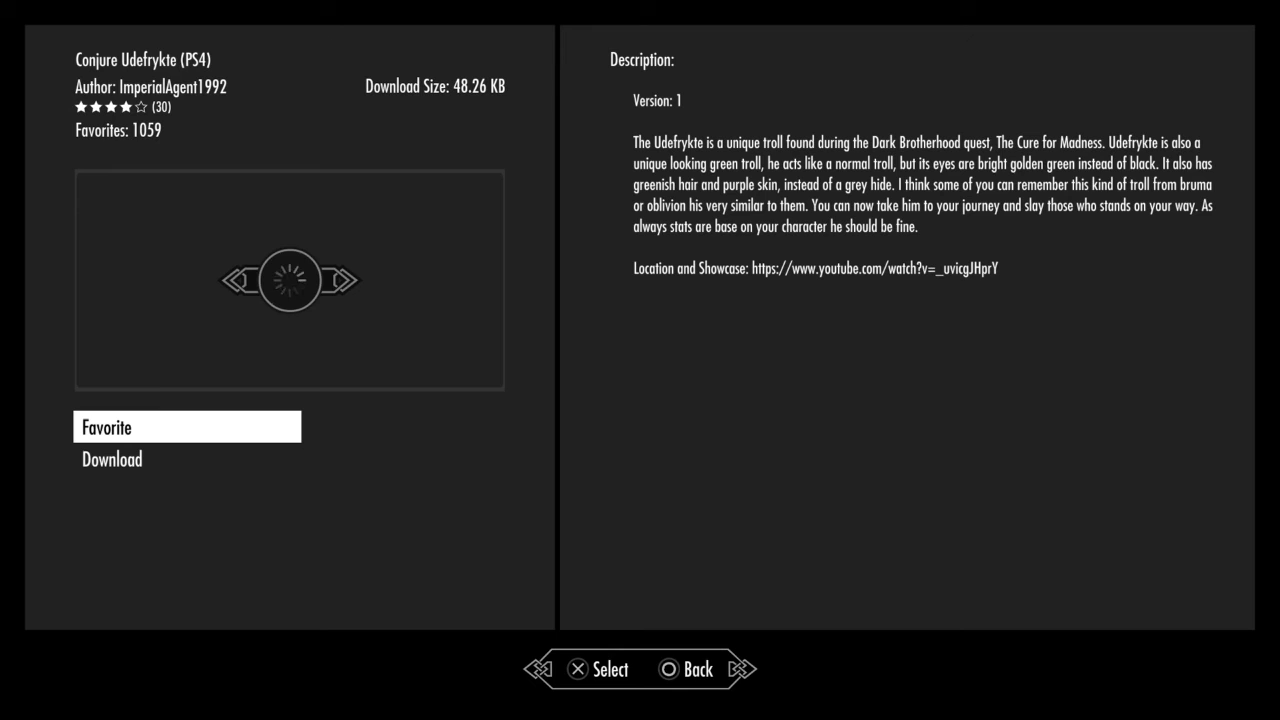 Conjure Udefrykte (PS4)
Author: ImperialAgent1992
Download Size: 48.26 KB
(30)
Favorites: 1059
Favorite
Download
Description:
Version: 1
The Udefrykte is a unique troll found during the Dark Brotherhood quest, The Cure for Madness. Udefrykte is also a
unique looking green troll, he acts like a normal troll, but its eyes are bright golden green instead of black. It also has
greenish hair and purple skin, instead of a grey hide. I think some of you can remember this kind of troll from bruma
or oblivion his very similar to them. You can now take him to your journey and slay those who stands on your way. As
always stats are base on your character he should be fine.
Location and Showcase: https://www.youtube.com/watch?v=_uvicgJHprY
Select
Back